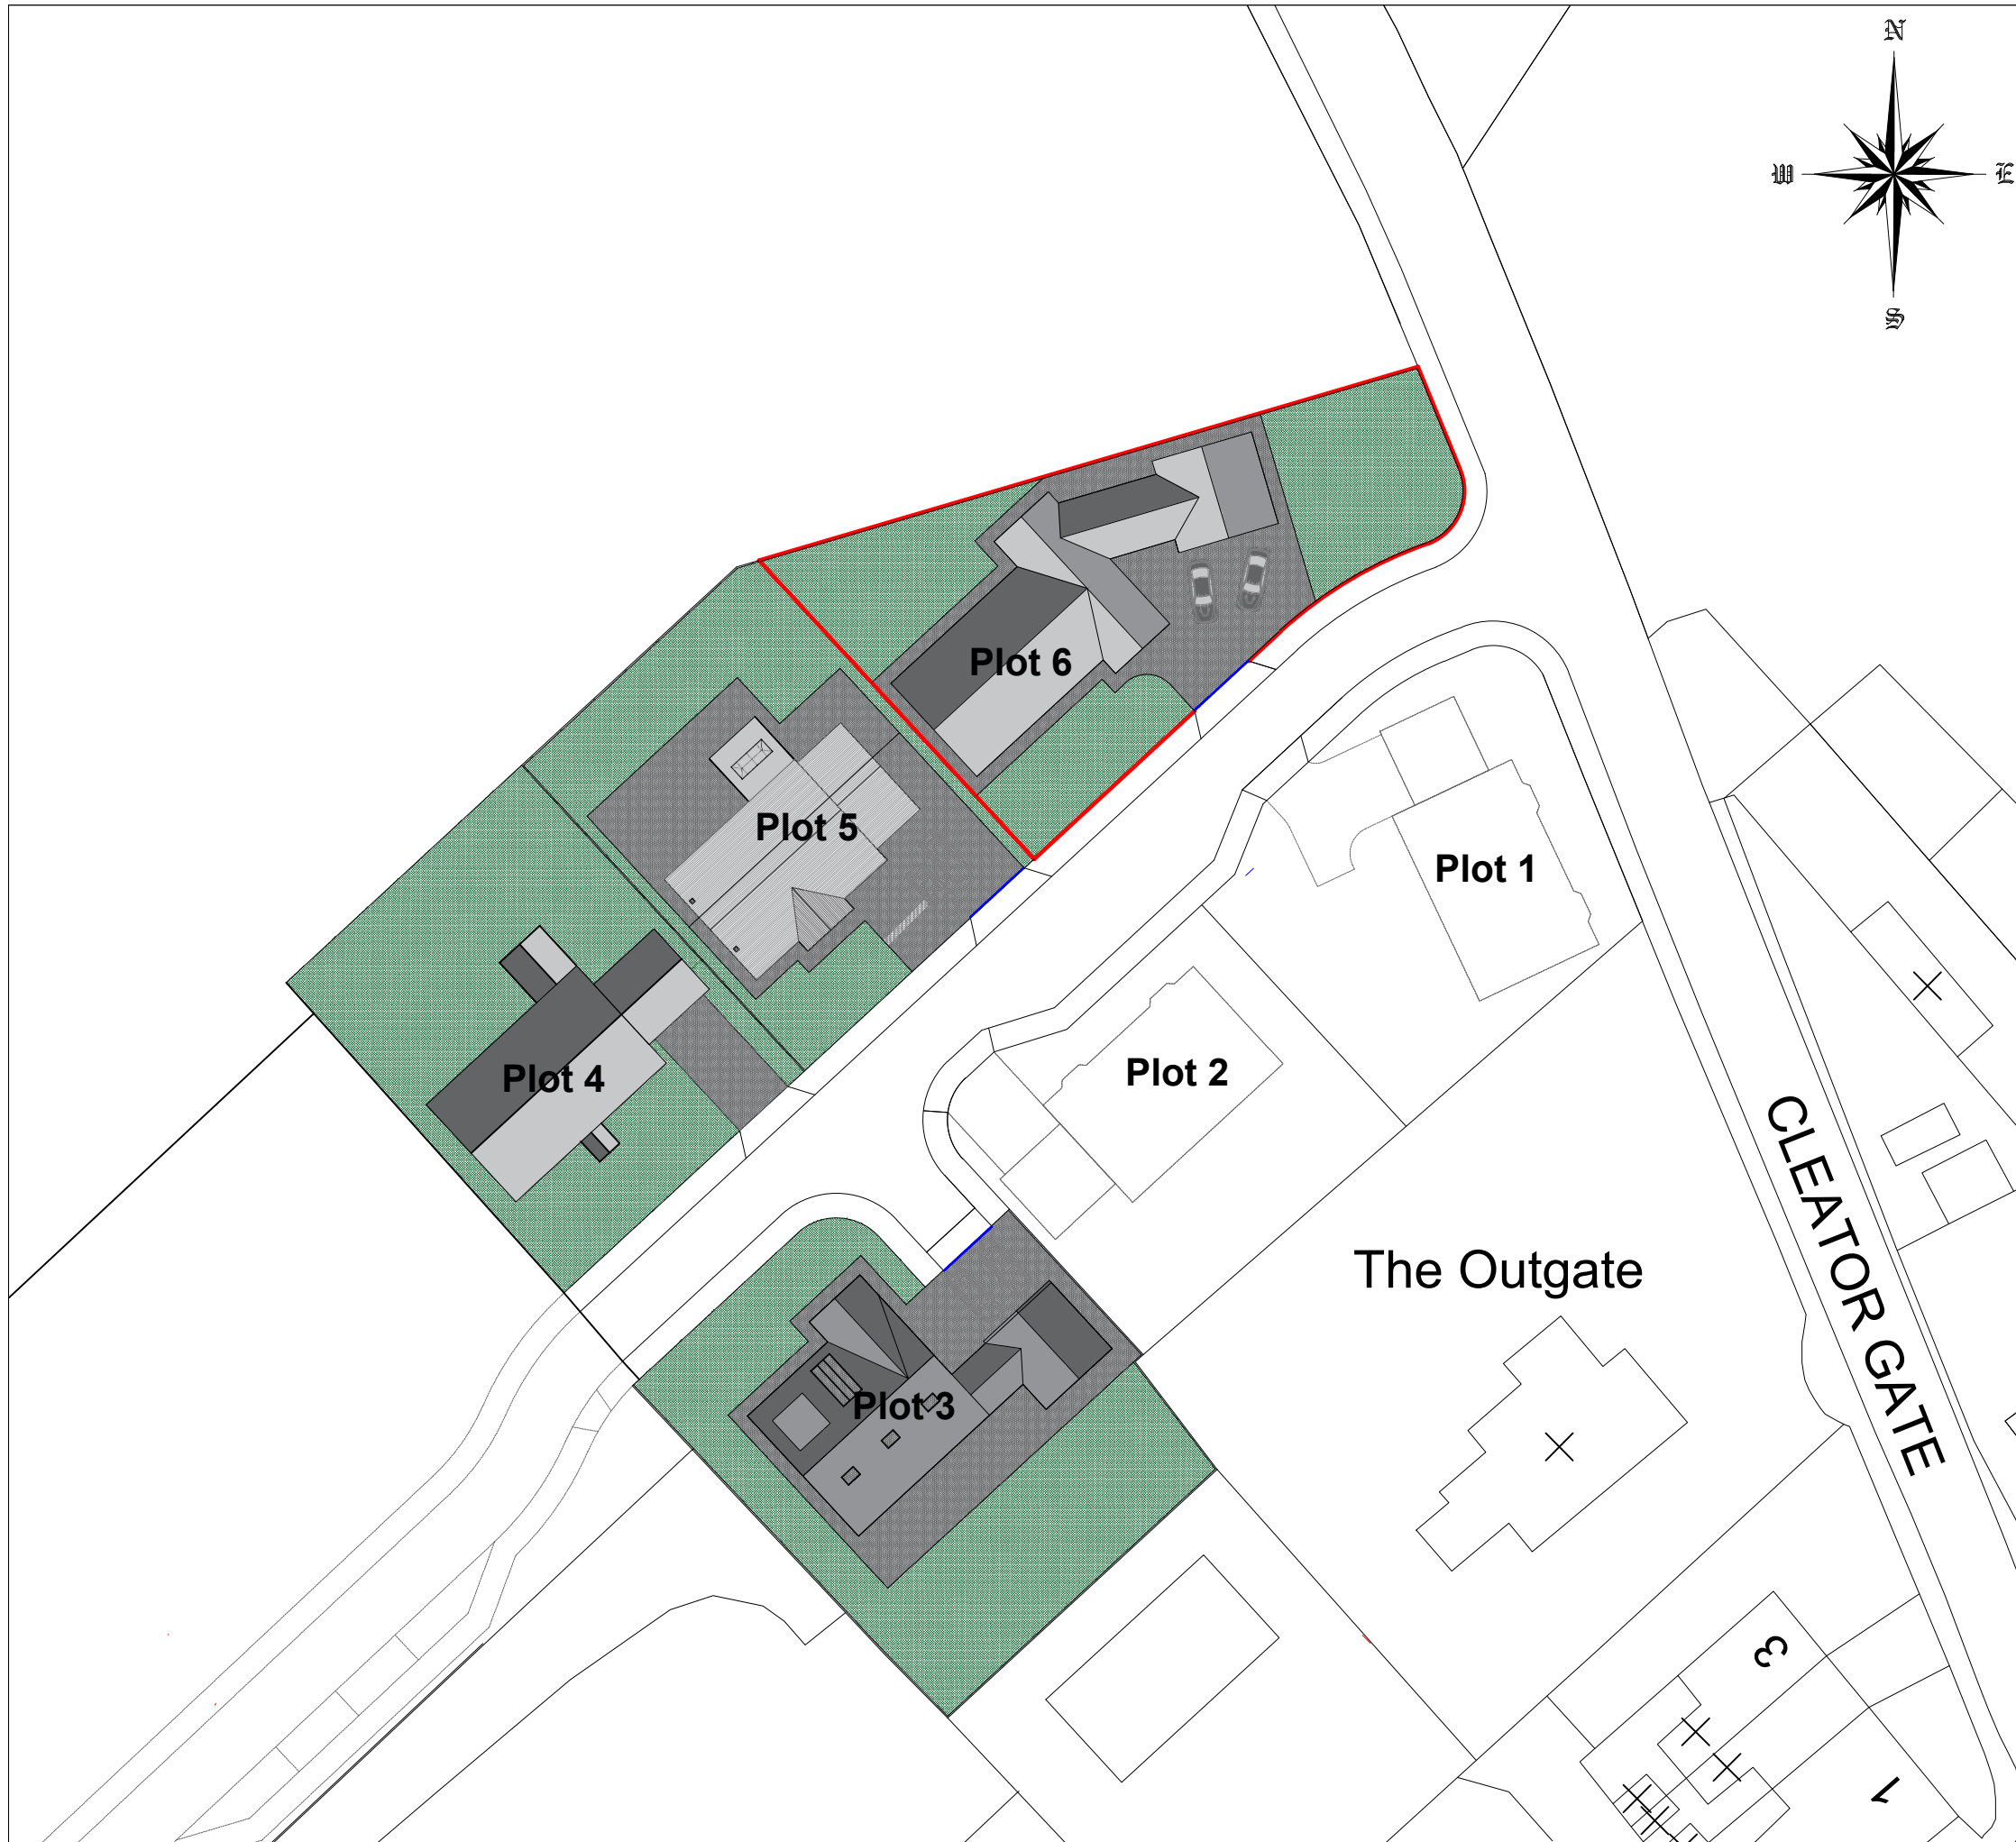 N
W
E
S
Plot 6
Plot 5
Plot 1
Plot 4
Plot 2
CLEATOR GATE
The Outgate
Plot 3
3
1